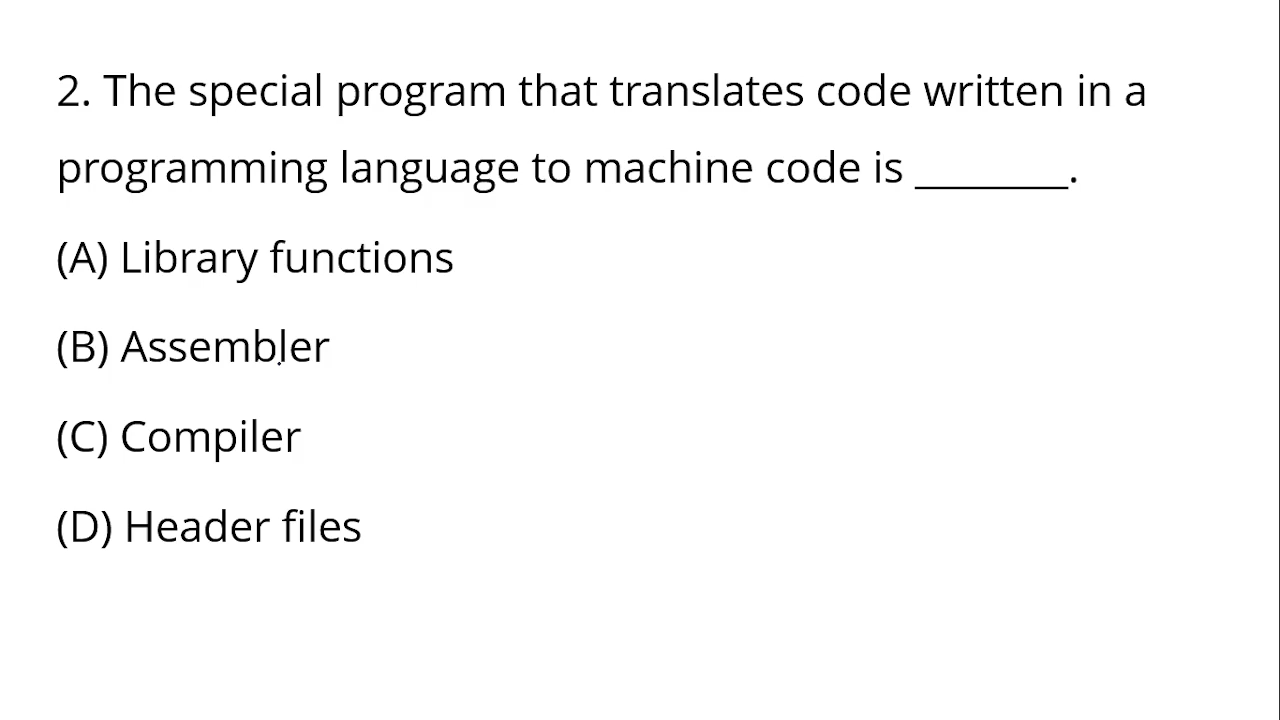 2. The special program that translates code written in a
programming language to machine code is ________.
(A) Library functions
(B) Assembler
(C) Compiler
(D) Header files